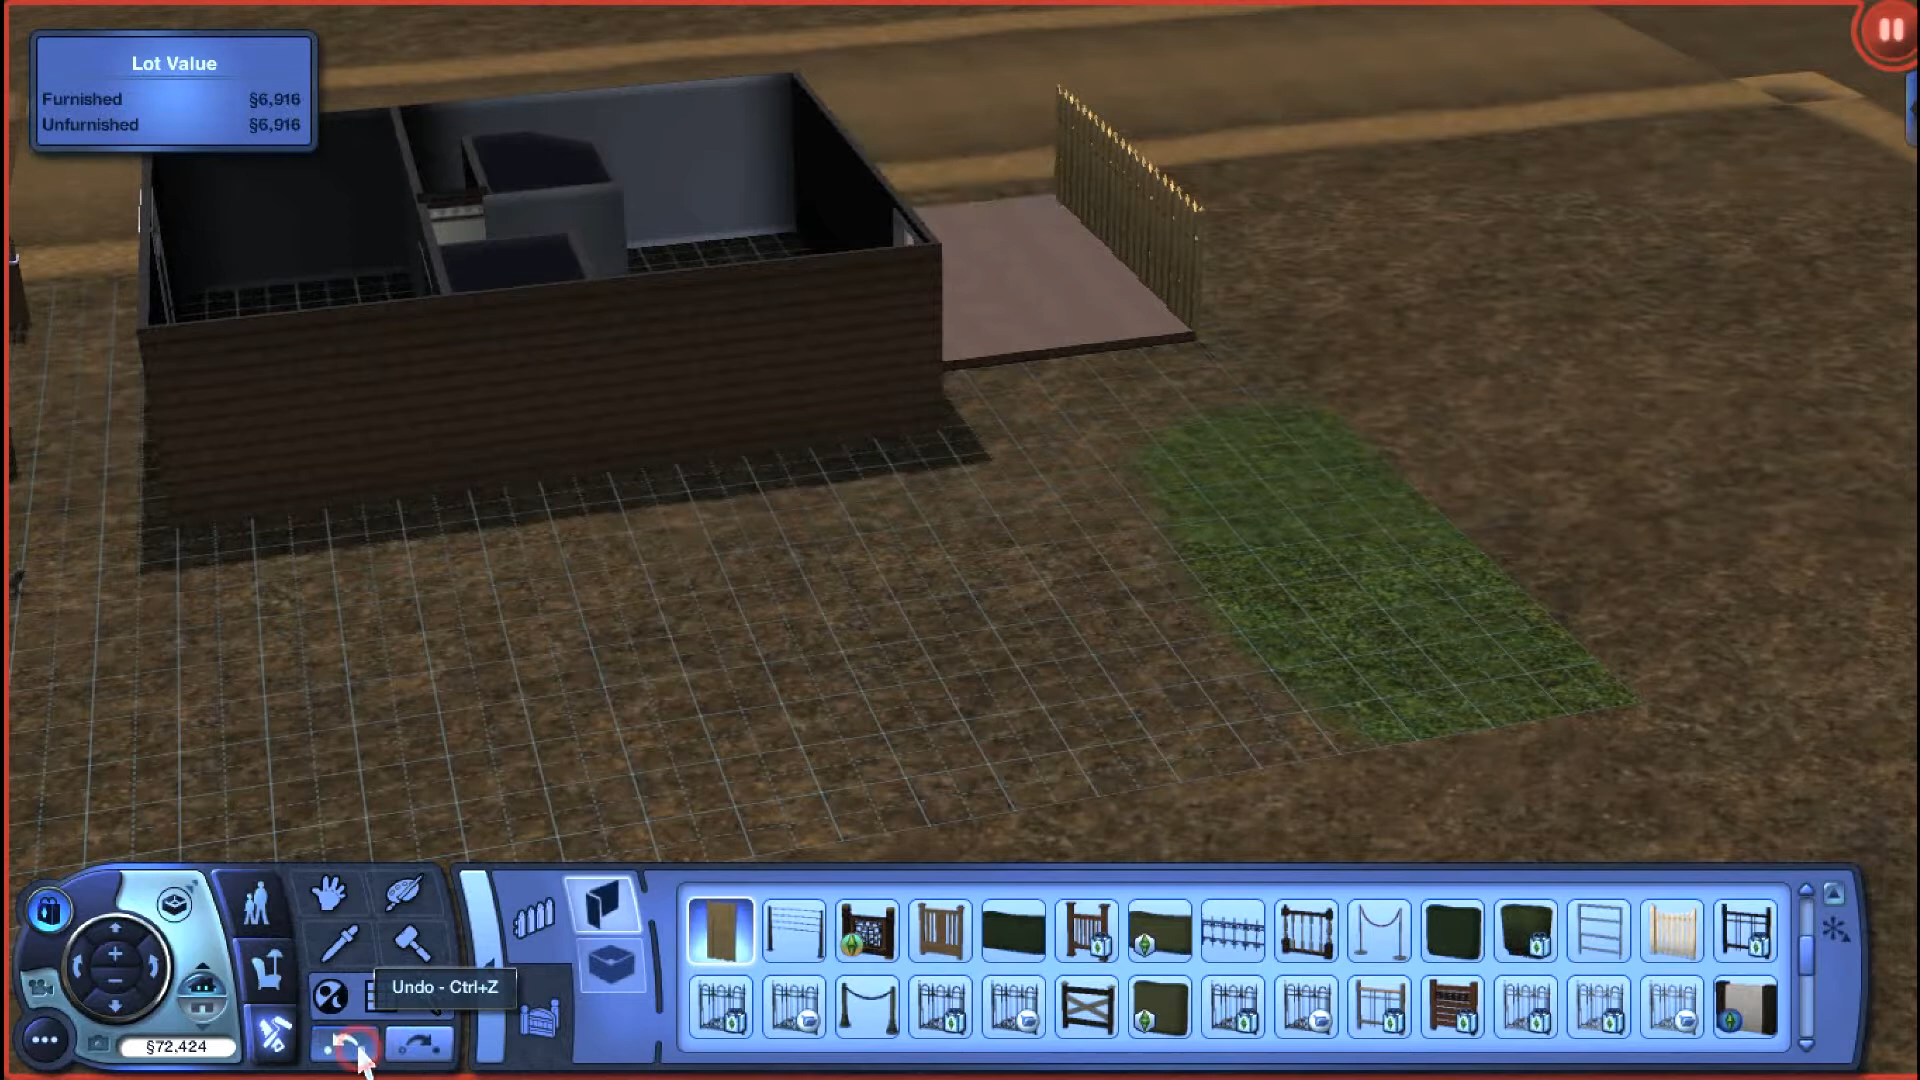 Lot Value
Furnished §6,916
Unfurnished §6,916
Undo - Ctrl+Z
§72,424